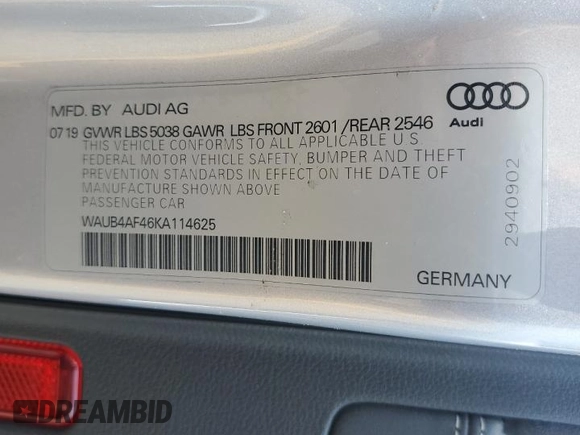 MFD. BY AUDI AG
Audi
07 19 GVWR LBS 5038 GAWR LBS FRONT 2601 /REAR 2546
THIS VEHICLE CONFORMS TO ALL APPLICABLE U S
FEDERAL MOTOR VEHICLE SAFETY, BUMPER AND THEFT
PREVENTION STANDARDS IN EFFECT ON THE DATE OF
MANUFACTURE SHOWN ABOVE
PASSENGER CAR
WAUB4AF46KA114625
2940902
GERMANY
DREAMBID